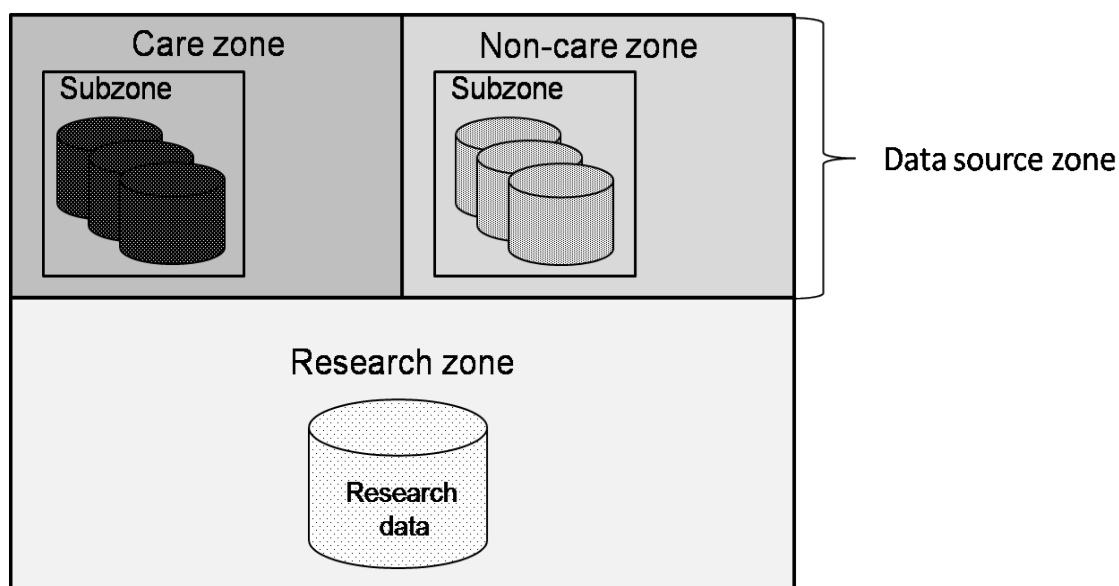 Care zone
Non-care zone
Subzone
Subzone
Data source zone
Research zone
Research
data